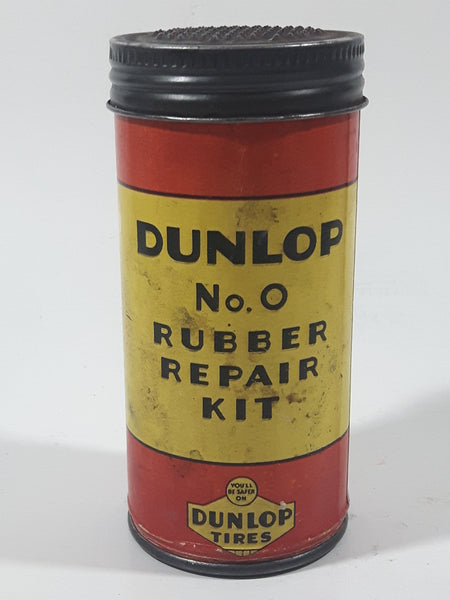 DUNLOP
No. O
RUBBER
REPAIR
KIT
YOU'LL
BE SAFER
ON
DUNLOP
TIRES